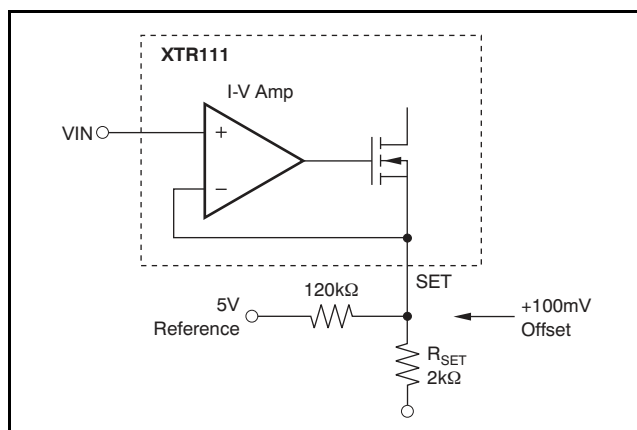 XTR111
I-V Amp
VIN
+
−
SET
120kΩ
5V
Reference
+100mV
Offset
RSET
2kΩ